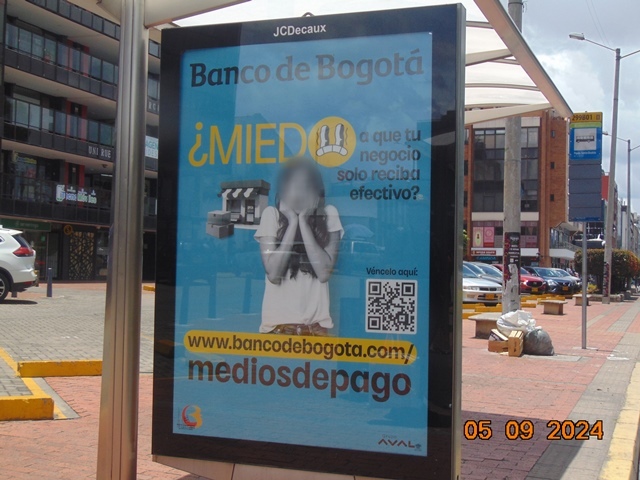 JCDecaux
Banco de Bogotá
¿MIEDO
a que tu
negocio
solo reciba
efectivo?
Véncelo aquí:
www.bancodebogota.com/
mediosdepago
AVAL
05 09 2024